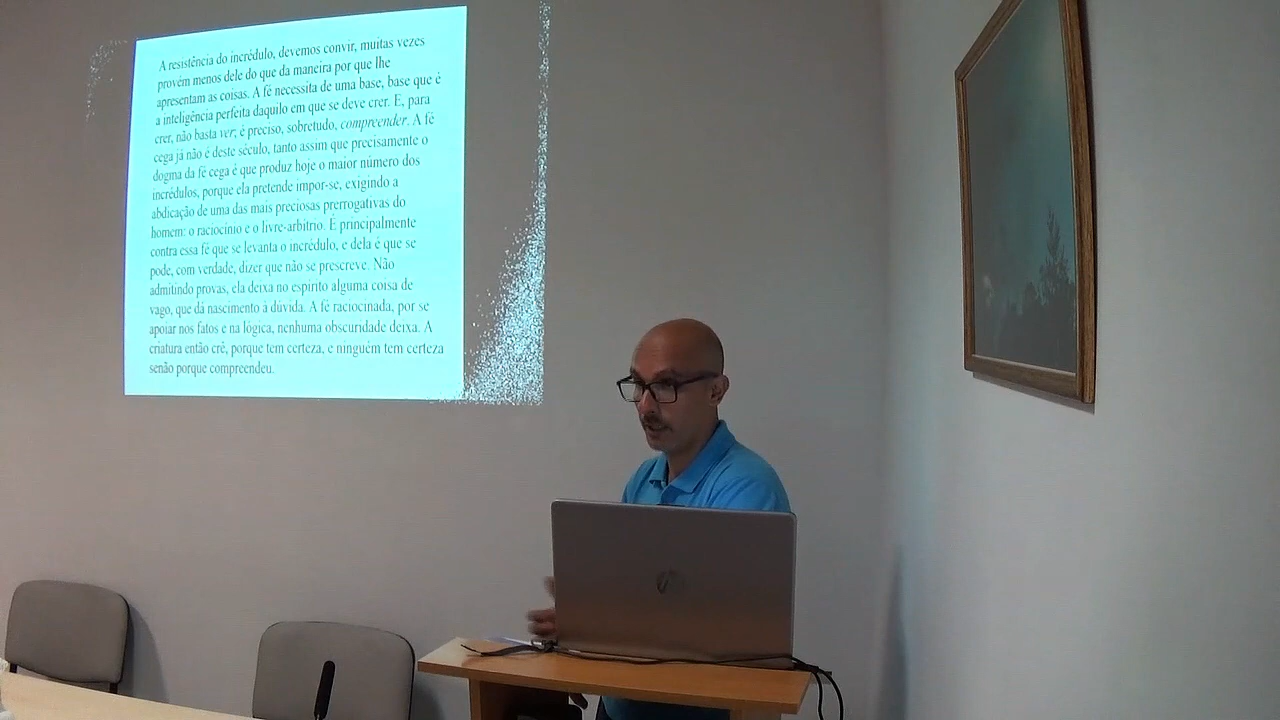 A resistência do incrédulo, devemos convir, muitas vezes
provém menos dele do que da maneira por que lhe
apresentam as coisas. A fé necessita de uma base, base que é
a inteligência perfeita daquilo em que se deve crer. E, para
crer, não basta ver; é preciso, sobretudo, compreender. A fé
cega já não é deste século, tanto assim que precisamente o
dogma da fé cega é que produz hoje o maior número dos
incrédulos, porque ela pretende impor-se, exigindo a
abdicação de uma das mais preciosas prerrogativas do
homem: o raciocínio e o livre-arbítrio. É principalmente
contra essa fé que se levanta o incrédulo, e dela é que se
pode, com verdade, dizer que não se prescreve. Não
admitindo provas, ela deixa no espírito alguma coisa de
vago, que dá nascimento à dúvida. A fé raciocinada, por se
apoiar nos fatos e na lógica, nenhuma obscuridade deixa. A
criatura então crê, porque tem certeza, e ninguém tem certeza
senão porque compreendeu.
hp